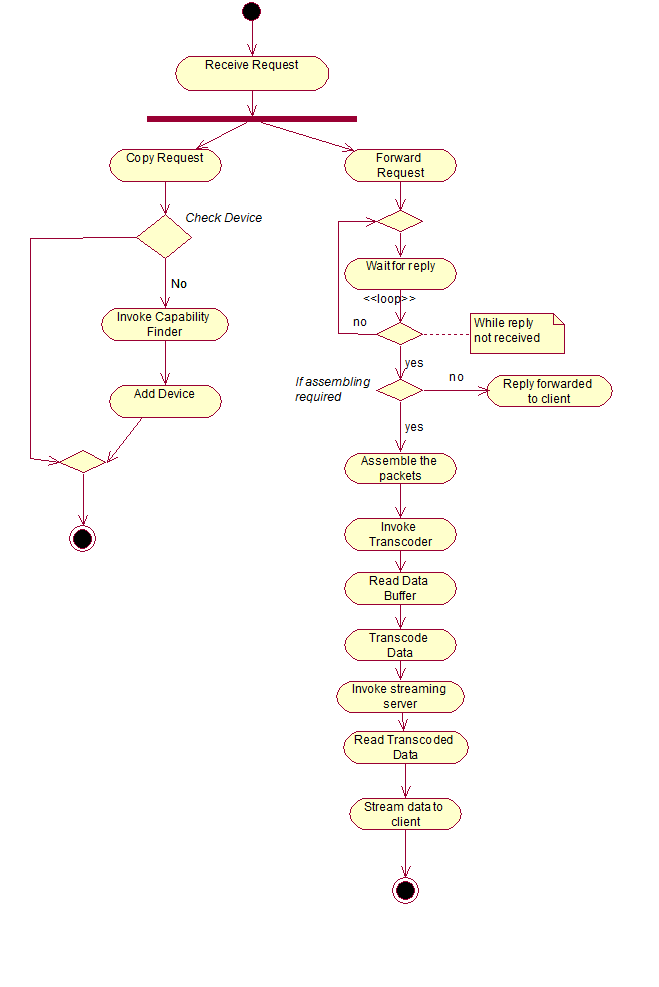 Receive Request
Copy Request
Forward
Request
Check Device
No
Wait for reply
<<loop>>
no
While reply
not received
Invoke Capability
Finder
yes
If assembling
required
no
Reply forwarded
to client
Add Device
yes
Assemble the
packets
Invoke
Transcoder
Read Data
Buffer
Transcode
Data
Invoke streaming
server
Read Transcoded
Data
Stream data to
client